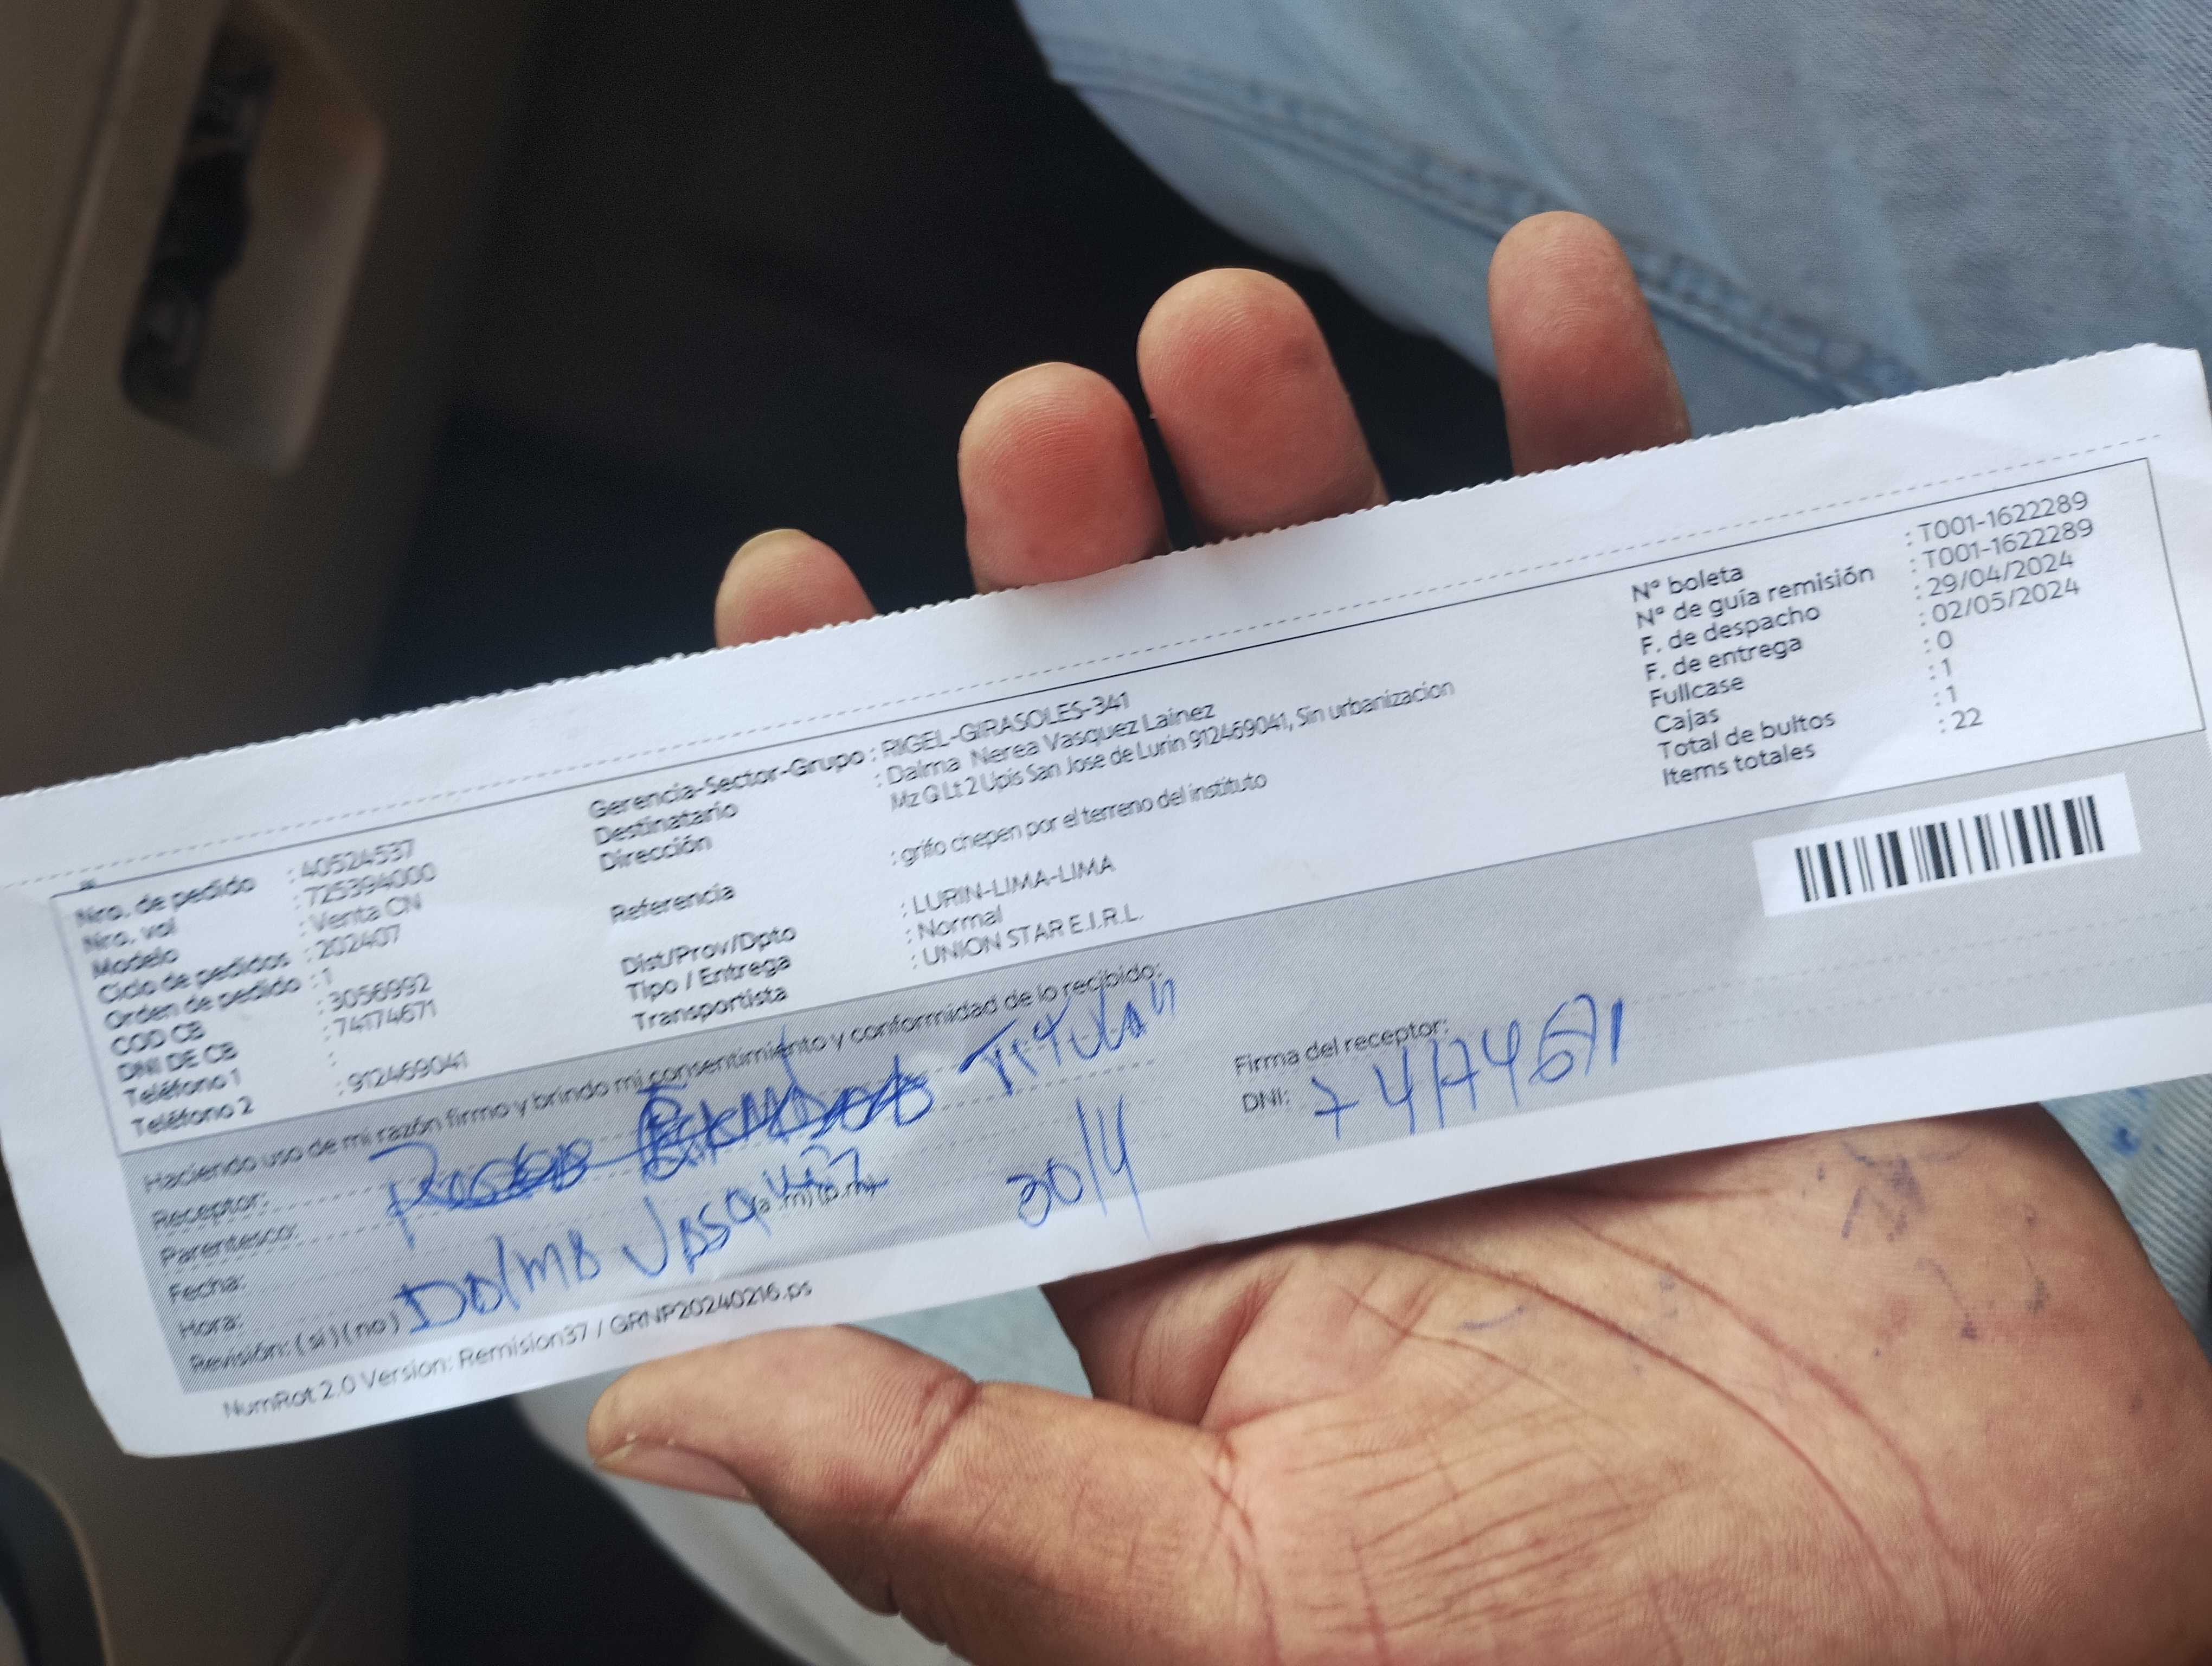 Nro. de pedido : 40524537
Nro. vol : 725394000
Modelo : Venta CN
Ciclo de pedidos : 202407
Orden de pedido : 1
COD CB : 3056992
DNI DE CB : 74174671
Teléfono 1 :
Teléfono 2 : 912469041
Gerencia-Sector-Grupo : RIGEL-GIRASOLES-341
Destinatario : Dalma Nerea Vasquez Lainez
Dirección Mz Q Lt 2 Upis San Jose de Lurin 912469041, Sin urbanizacion
Referencia : grifo chepen por el terreno del instituto
Dist/Prov/Dpto : LURIN-LIMA-LIMA
Tipo / Entrega : Normal
Transportista : UNION STAR E.I.R.L.
N° boleta : T001-1622289
N° de guía remisión : T001-1622289
F. de despacho : 29/04/2024
F. de entrega : 02/05/2024
Fullcase : 0
Cajas : 1
Total de bultos : 1
Items totales : 22
Haciendo uso de mi razón firmo y brindo mi consentimiento y conformidad de lo recibido:
Receptor: Titular
Parentesco:
Fecha:
Hora: (a.m) (p.m)
Revisión: ( si ) ( no ) Dalma Vasquez 30/4
Firma del receptor:
DNI: 74174671
NumRot 2.0 Version: Remision37 / GRNP20240216.ps